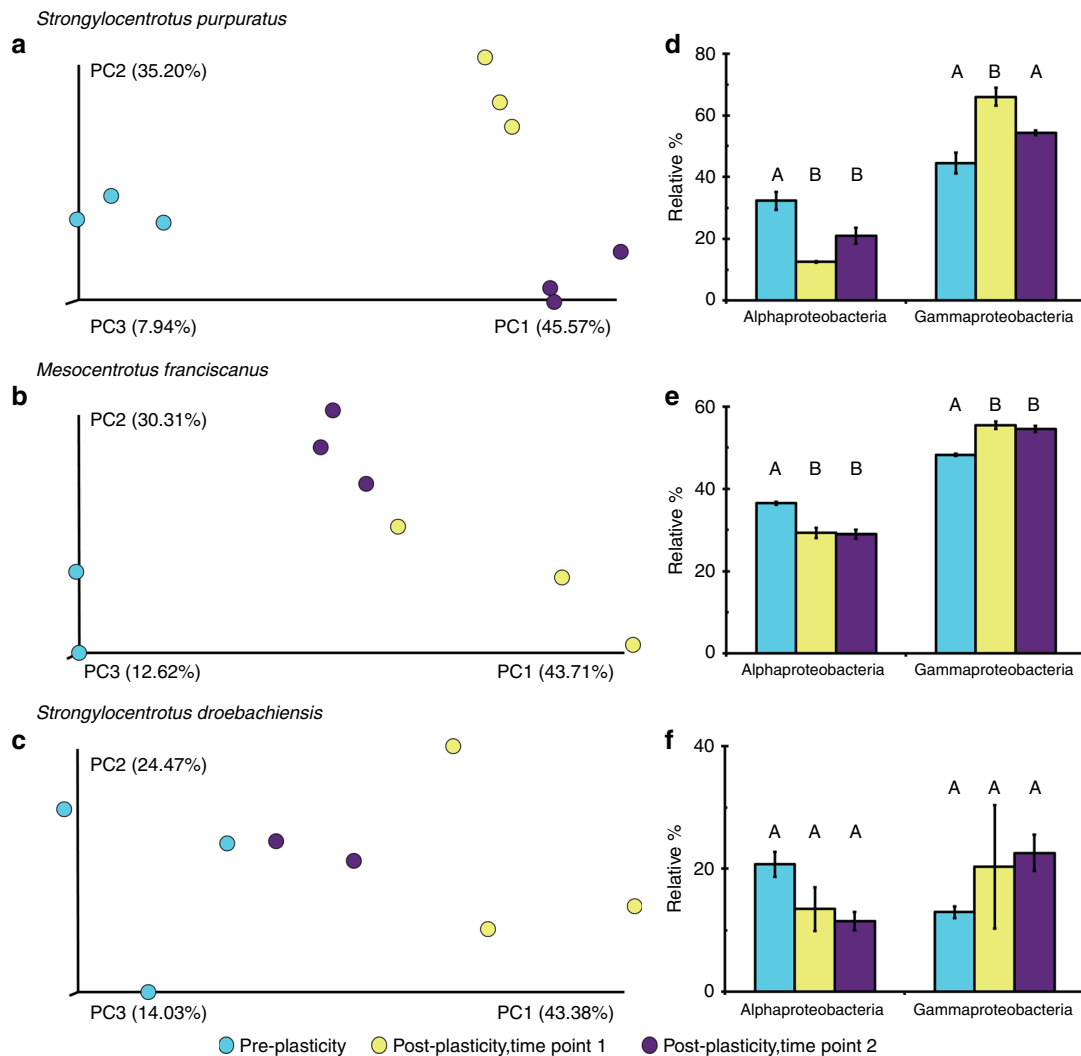 Strongylocentrotus purpuratus
a
PC2 (35.20%)
PC3 (7.94%)
PC1 (45.57%)
d
80
60
40
20
0
Relative %
A B B
A B A
Alphaproteobacteria
Gammaproteobacteria
Mesocentrotus franciscanus
b
PC2 (30.31%)
PC3 (12.62%)
PC1 (43.71%)
e
60
40
20
0
Relative %
A B B
A B B
Alphaproteobacteria
Gammaproteobacteria
Strongylocentrotus droebachiensis
c
PC2 (24.47%)
PC3 (14.03%)
PC1 (43.38%)
f
40
20
0
Relative %
A A A
A A A
Alphaproteobacteria
Gammaproteobacteria
Pre-plasticity
Post-plasticity,time point 1
Post-plasticity,time point 2